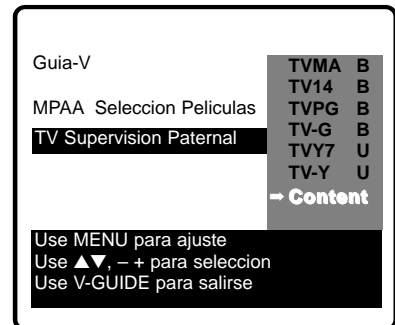 Guia-V
MPAA Seleccion Peliculas
TV Supervision Paternal
TVMA B
TV14 B
TVPG B
TV-G B
TVY7 U
TV-Y U
➡ Content
Use MENU para ajuste
Use ▲▼, – + para seleccion
Use V-GUIDE para salirse